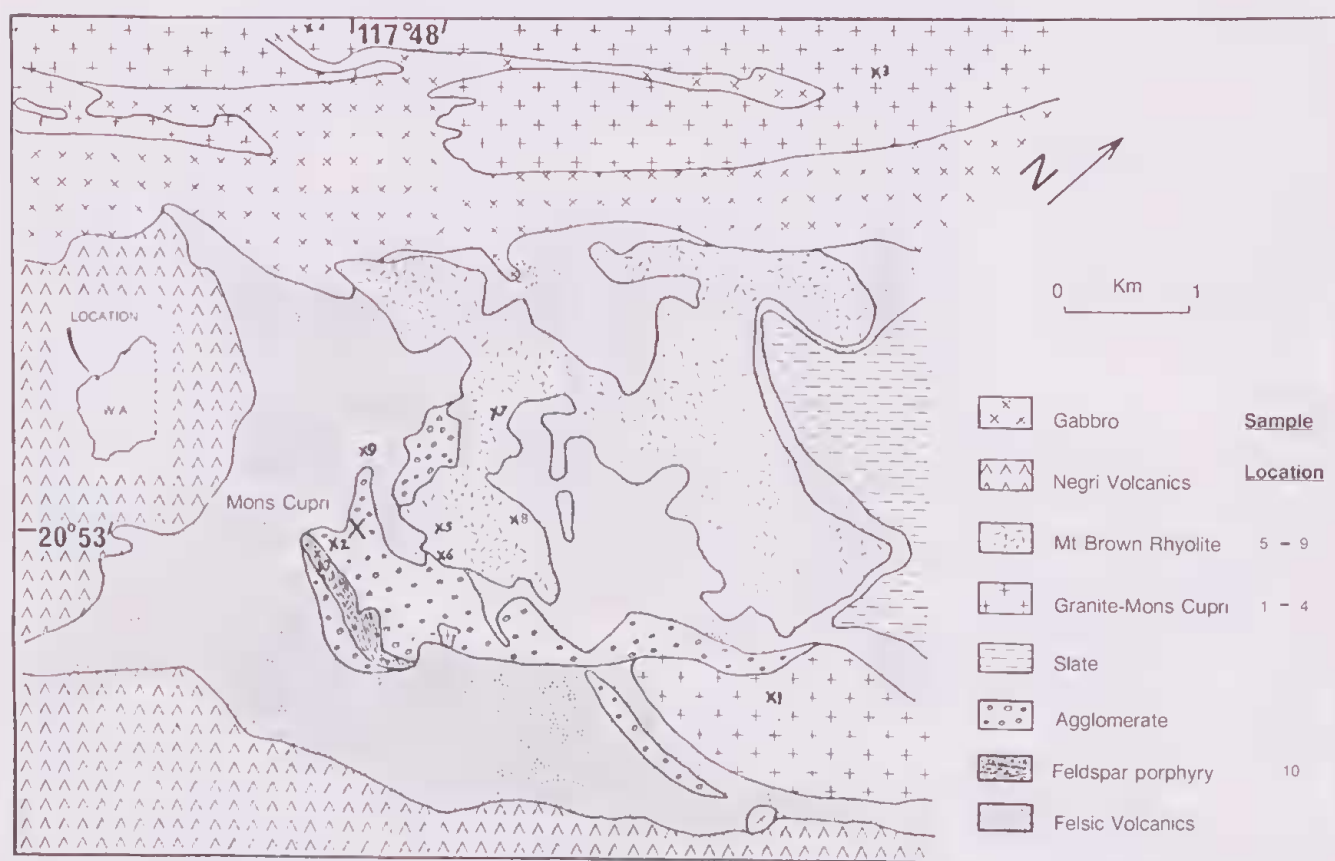 117°48′
x4
x3
N
0 Km 1
LOCATION
W A
Gabbro
Sample
Location
Negri Volcanics
x7
x9
Mons Cupri
x5
x8
20°53′
x6
x2
X
Mt Brown Rhyolite 5 – 9
Granite-Mons Cupri 1 – 4
Slate
x1
Agglomerate
Feldspar porphyry 10
Felsic Volcanics